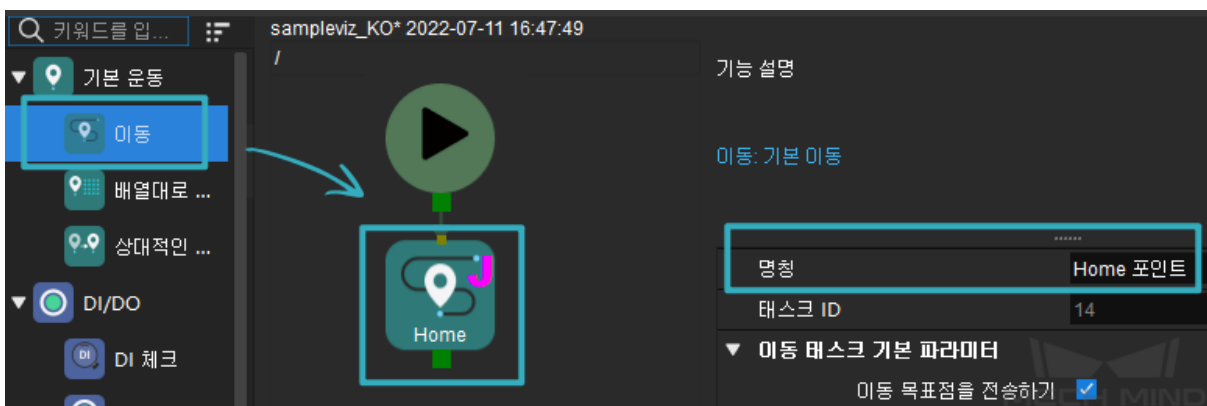 키워드를 입...
기본 운동
이동
배열대로 ...
상대적인 ...
DI/DO
DI
DI 체크
sampleviz_KO* 2022-07-11 16:47:49
/
J
Home
기능 설명
이동: 기본 이동
명칭
Home 포인트
태스크 ID
14
이동 태스크 기본 파라미터
이동 목표점을 전송하기
MECH MIND